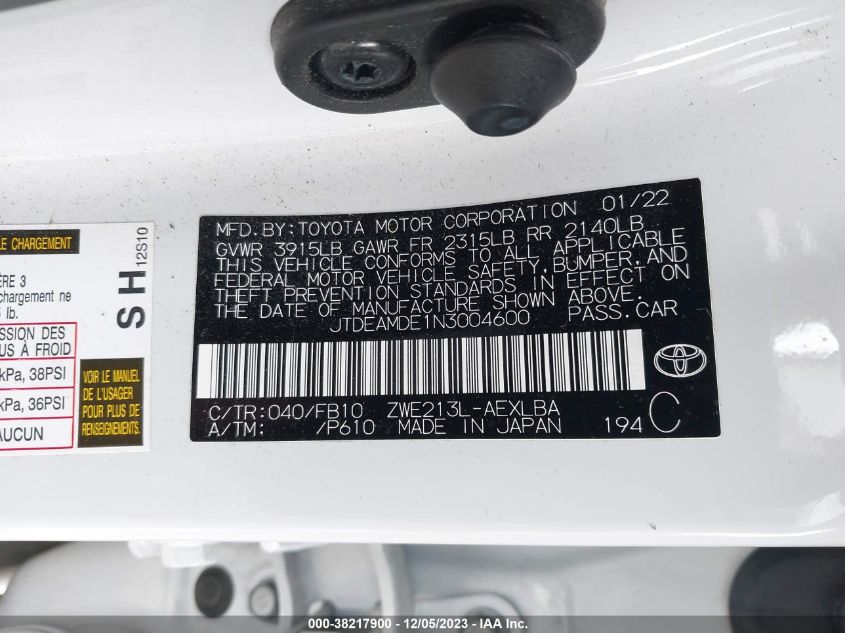 LE CHARGEMENT
ÈRE 3
chargement ne
lb.
SSION DES
US A FROID
kPa, 38PSI
kPa, 36PSI
AUCUN
SH
12S10
VOIR LE MANUEL
DE L'USAGER
POUR PLUS DE
RENSEIGNEMENTS.
MFD.BY:TOYOTA MOTOR CORPORATION 01/22
GVWR 3915LB GAWR FR 2315LB RR 2140LB
THIS VEHICLE CONFORMS TO ALL APPLICABLE
FEDERAL MOTOR VEHICLE SAFETY,BUMPER,AND
THEFT PREVENTION STANDARDS IN EFFECT ON
THE DATE OF MANUFACTURE SHOWN ABOVE.
JTDEAMDE1N3004600 PASS.CAR
C/TR:040/FB10 ZWE213L-AEXLBA
A/TM: /P610 MADE IN JAPAN 194 C
000-38217900 - 12/05/2023 - IAA Inc.